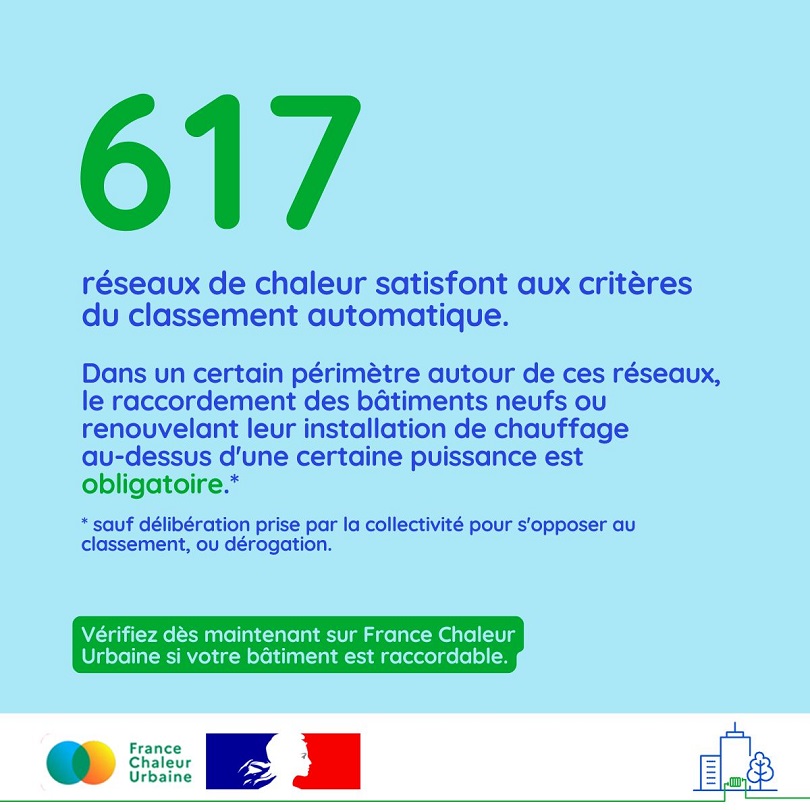 617
réseaux de chaleur satisfont aux critères
du classement automatique.
Dans un certain périmètre autour de ces réseaux,
le raccordement des bâtiments neufs ou
renouvelant leur installation de chauffage
au-dessus d'une certaine puissance est
obligatoire.*
* sauf délibération prise par la collectivité pour s'opposer au
classement, ou dérogation.
Vérifiez dès maintenant sur France Chaleur
Urbaine si votre bâtiment est raccordable.
France
Chaleur
Urbaine